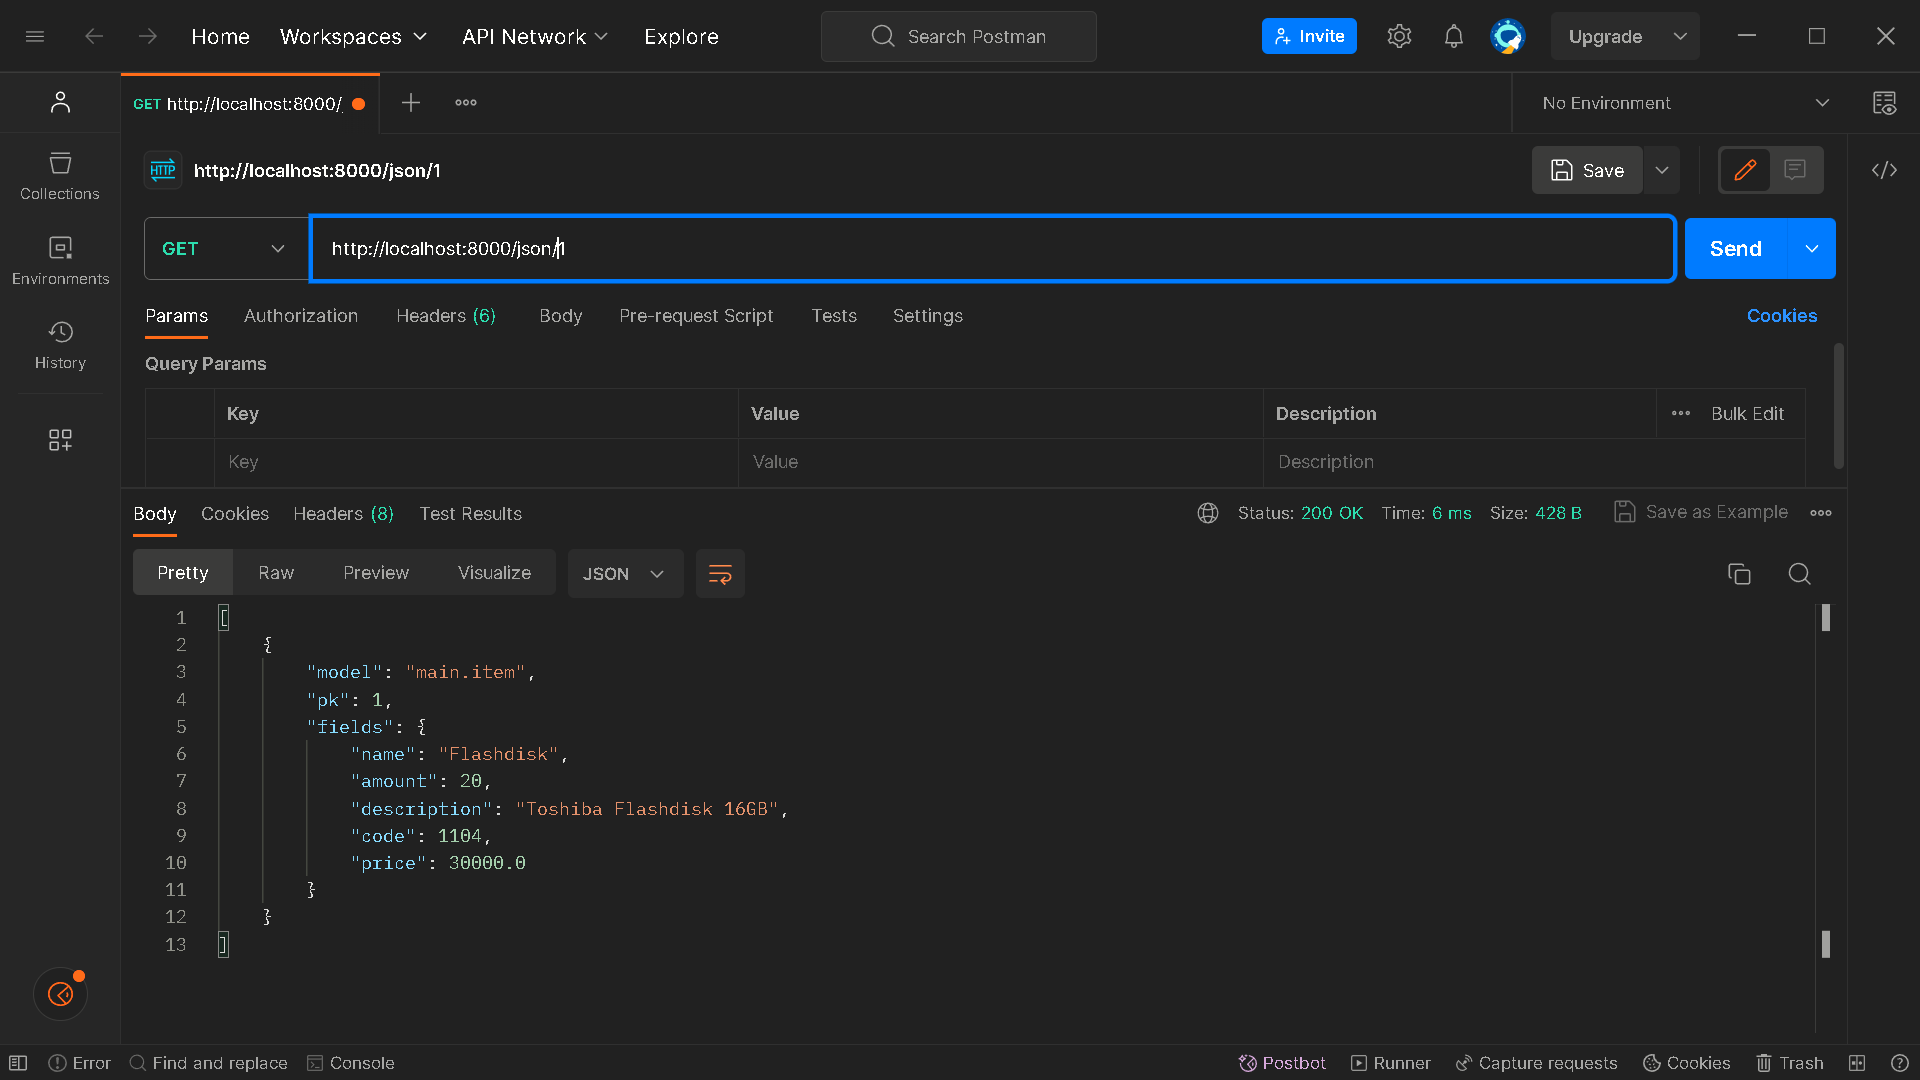 Home Workspaces API Network Explore Search Postman Invite Upgrade
GET http://localhost:8000/ No Environment
HTTP http://localhost:8000/json/1 Save
GET http://localhost:8000/json/1 Send
Collections
Environments
History
Params Authorization Headers (6) Body Pre-request Script Tests Settings Cookies
Query Params
Key Value Description Bulk Edit
Key Value Description
Body Cookies Headers (8) Test Results Status: 200 OK Time: 6 ms Size: 428 B Save as Example
Pretty Raw Preview Visualize JSON
1 [
2 {
3 "model": "main.item",
4 "pk": 1,
5 "fields": {
6 "name": "Flashdisk",
7 "amount": 20,
8 "description": "Toshiba Flashdisk 16GB",
9 "code": 1104,
10 "price": 30000.0
11 }
12 }
13 ]
Error Find and replace Console Postbot Runner Capture requests Cookies Trash